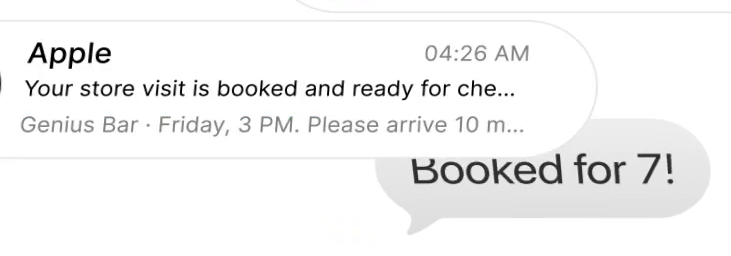 Apple 04:26 AM
Your store visit is booked and ready for che...
Genius Bar · Friday, 3 PM. Please arrive 10 m...
Booked for 7!